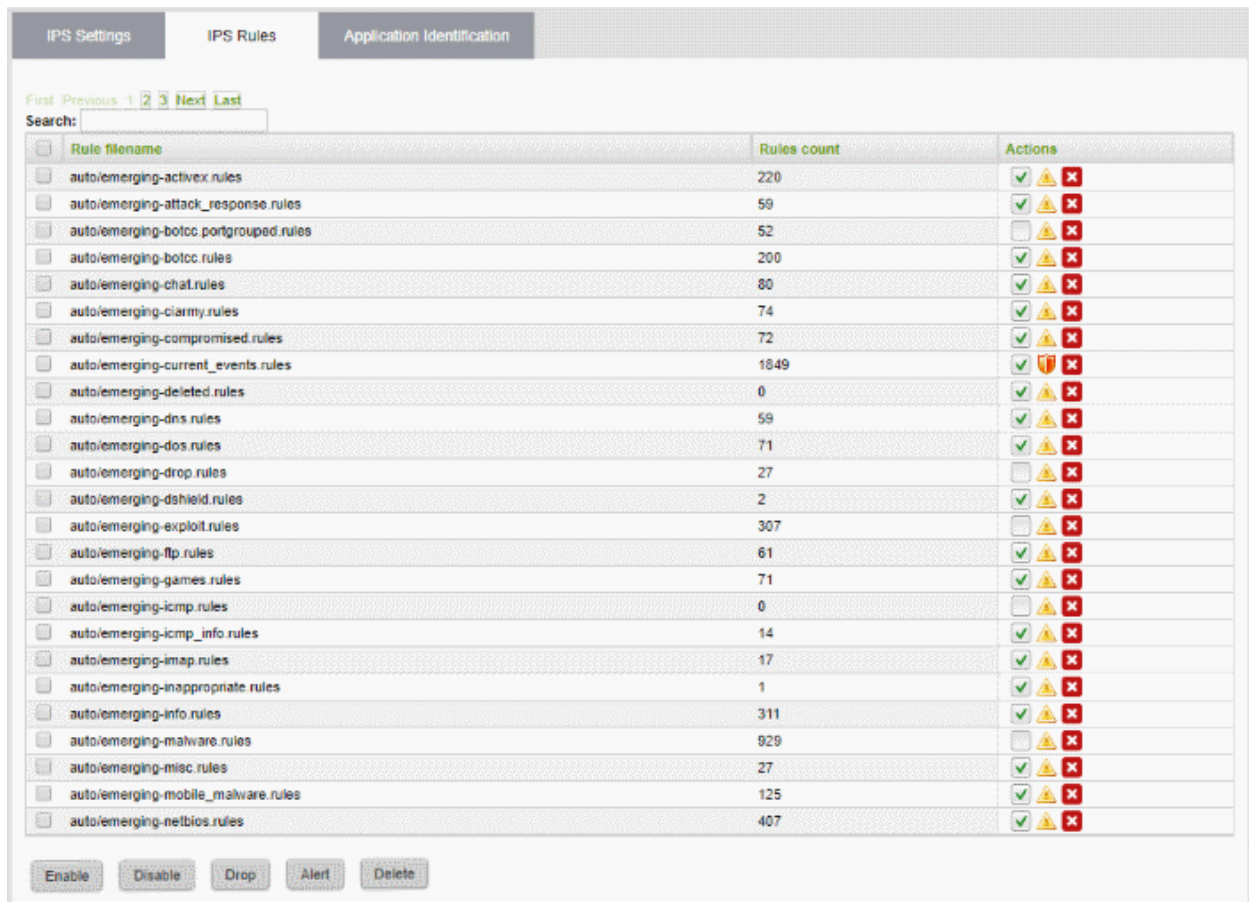 IPS Settings IPS Rules Application Identification
First Previous 1 2 3 Next Last
Search:
Rule filename Rules count Actions
auto/emerging-activex.rules 220
auto/emerging-attack_response.rules 59
auto/emerging-botcc.portgrouped.rules 52
auto/emerging-botcc.rules 200
auto/emerging-chat.rules 80
auto/emerging-ciarmy.rules 74
auto/emerging-compromised.rules 72
auto/emerging-current_events.rules 1849
auto/emerging-deleted.rules 0
auto/emerging-dns.rules 59
auto/emerging-dos.rules 71
auto/emerging-drop.rules 27
auto/emerging-dshield.rules 2
auto/emerging-exploit.rules 307
auto/emerging-ftp.rules 61
auto/emerging-games.rules 71
auto/emerging-icmp.rules 0
auto/emerging-icmp_info.rules 14
auto/emerging-imap.rules 17
auto/emerging-inappropriate.rules 1
auto/emerging-info.rules 311
auto/emerging-malware.rules 929
auto/emerging-misc.rules 27
auto/emerging-mobile_malware.rules 125
auto/emerging-netbios.rules 407
Enable Disable Drop Alert Delete